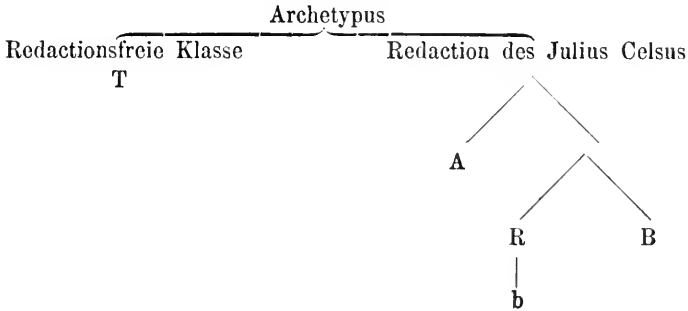 Archetypus
Redactionsfreie Klasse Redaction des Julius Celsus
T
A
R B
b